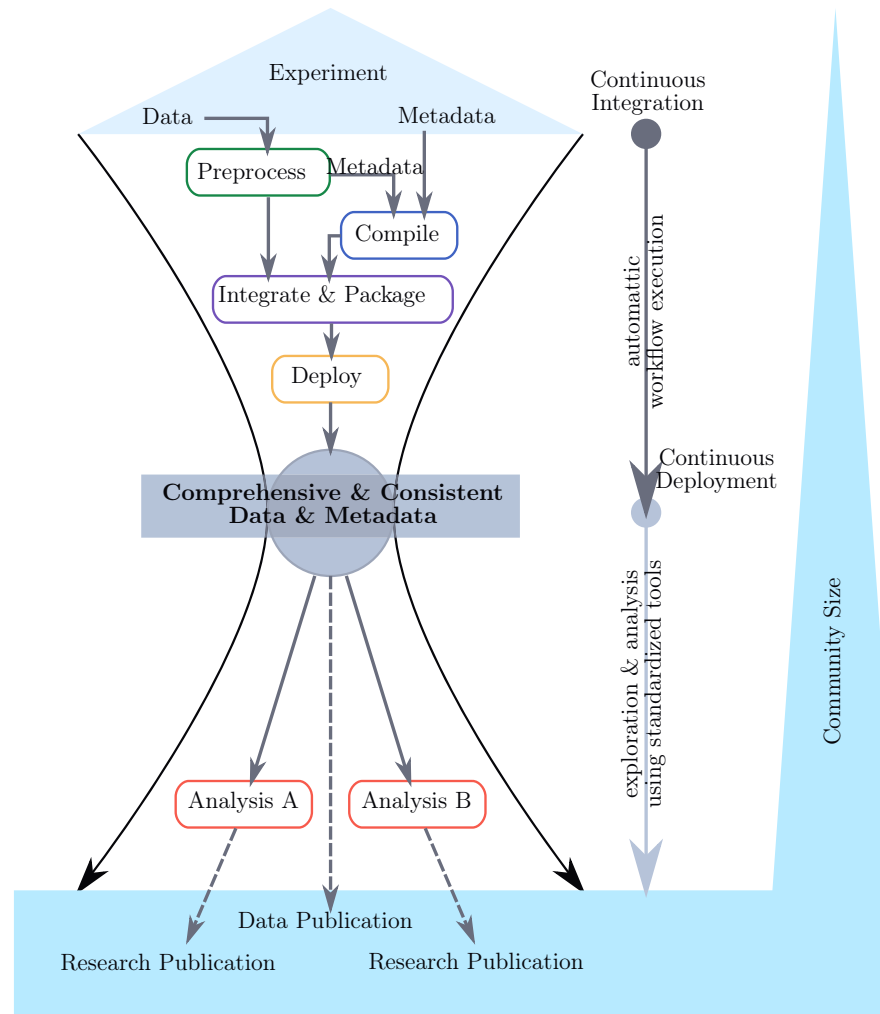 Experiment
Data
Metadata
Preprocess
Metadata
Compile
Integrate & Package
Deploy
Comprehensive & Consistent
Data & Metadata
Analysis A
Analysis B
Data Publication
Research Publication
Research Publication
Continuous
Integration
automattic
workflow execution
Continuous
Deployment
exploration & analysis
using standardized tools
Community Size